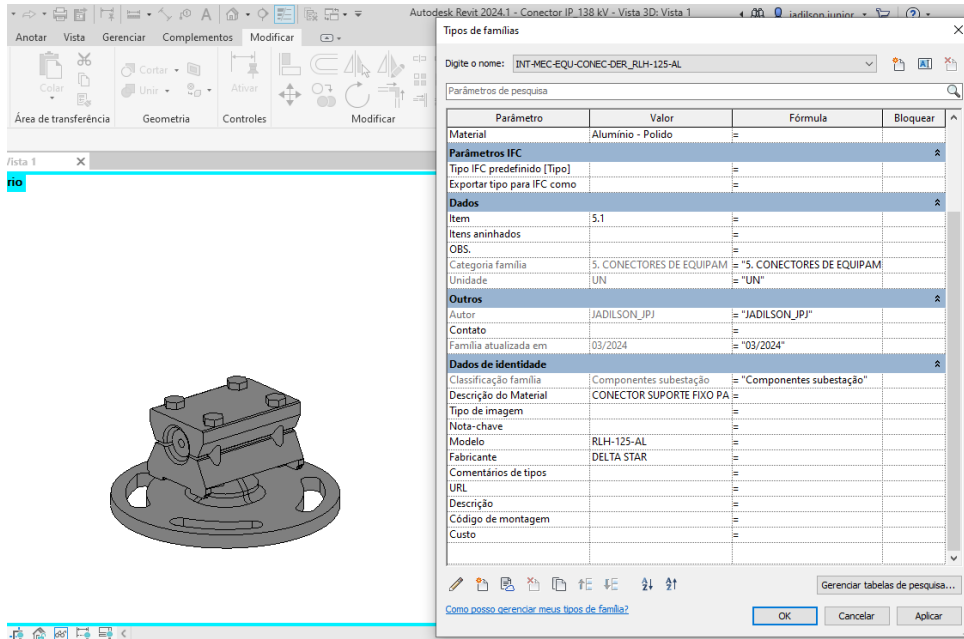 Autodesk Revit 2024.1 - Conector IP_138 kV - Vista 3D: Vista 1
jadilson.junior
Anotar Vista Gerenciar Complementos Modificar
Colar
Cortar
Unir
Ativar
Área de transferência Geometria Controles Modificar
Vista 1
rio
Tipos de famílias
Digite o nome: INT-MEC-EQU-CONEC-DER_RLH-125-AL
Parâmetros de pesquisa
Parâmetro Valor Fórmula Bloquear
Material Alumínio - Polido =
Parâmetros IFC
Tipo IFC predefinido [Tipo] =
Exportar tipo para IFC como =
Dados
Item 5.1 =
Itens aninhados =
OBS. =
Categoria família 5. CONECTORES DE EQUIPAM = "5. CONECTORES DE EQUIPAM
Unidade UN = "UN"
Outros
Autor JADILSON_JPJ = "JADILSON_JPJ"
Contato =
Família atualizada em 03/2024 = "03/2024"
Dados de identidade
Classificação família Componentes subestação = "Componentes subestação"
Descrição do Material CONECTOR SUPORTE FIXO PA =
Tipo de imagem =
Nota-chave =
Modelo RLH-125-AL =
Fabricante DELTA STAR =
Comentários de tipos =
URL =
Descrição =
Código de montagem =
Custo =
Gerenciar tabelas de pesquisa...
Como posso gerenciar meus tipos de família?
OK Cancelar Aplicar